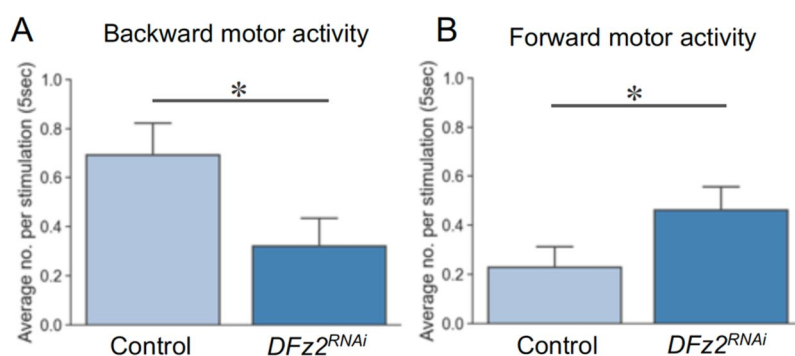 A
Backward motor activity
Average no. per stimulation (5sec)
1.0
0.8
0.6
0.4
0.2
0.0
*
Control
DFz2RNAi
B
Forward motor activity
Average no. per stimulation (5sec)
1.0
0.8
0.6
0.4
0.2
0.0
*
Control
DFz2RNAi